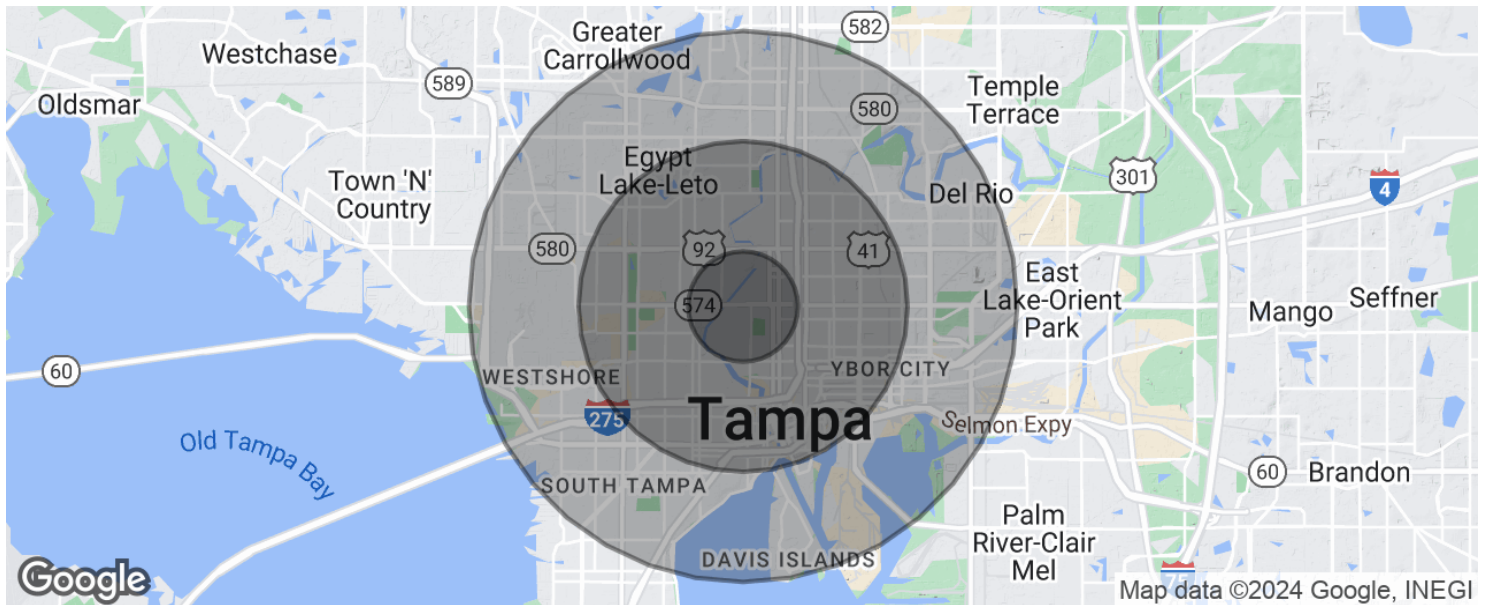 582
Greater
Carrollwood
Westchase
589
Temple
Terrace
Oldsmar
580
Egypt
Lake-Leto
301
Town 'N'
Country
4
Del Rio
580
92
41
East
Lake-Orient
Park
574
Seffner
Mango
60
YBOR CITY
WESTSHORE
275
Tampa
Selmon Expy
Old Tampa Bay
60
Brandon
SOUTH TAMPA
Palm
River-Clair
Mel
DAVIS ISLANDS
75
Google
Map data ©2024 Google, INEGI